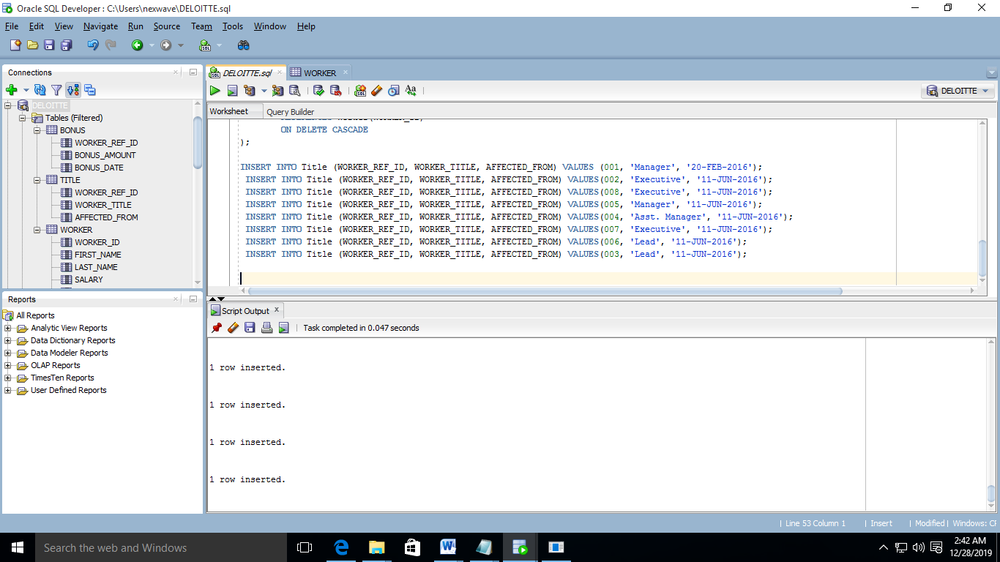 Oracle SQL Developer : C:\Users\nexwave\DELOITTE.sql
File Edit View Navigate Run Source Team Tools Window Help
Connections
DELOITTE
Tables (Filtered)
BONUS
WORKER_REF_ID
BONUS_AMOUNT
BONUS_DATE
TITLE
WORKER_REF_ID
WORKER_TITLE
AFFECTED_FROM
WORKER
WORKER_ID
FIRST_NAME
LAST_NAME
SALARY
Reports
All Reports
Analytic View Reports
Data Dictionary Reports
Data Modeler Reports
OLAP Reports
TimesTen Reports
User Defined Reports
DELOITTE.sql WORKER
DELOITTE
Worksheet Query Builder
ON DELETE CASCADE
);
INSERT INTO Title (WORKER_REF_ID, WORKER_TITLE, AFFECTED_FROM) VALUES (001, 'Manager', '20-FEB-2016');
INSERT INTO Title (WORKER_REF_ID, WORKER_TITLE, AFFECTED_FROM) VALUES(002, 'Executive', '11-JUN-2016');
INSERT INTO Title (WORKER_REF_ID, WORKER_TITLE, AFFECTED_FROM) VALUES(008, 'Executive', '11-JUN-2016');
INSERT INTO Title (WORKER_REF_ID, WORKER_TITLE, AFFECTED_FROM) VALUES(005, 'Manager', '11-JUN-2016');
INSERT INTO Title (WORKER_REF_ID, WORKER_TITLE, AFFECTED_FROM) VALUES(004, 'Asst. Manager', '11-JUN-2016');
INSERT INTO Title (WORKER_REF_ID, WORKER_TITLE, AFFECTED_FROM) VALUES(007, 'Executive', '11-JUN-2016');
INSERT INTO Title (WORKER_REF_ID, WORKER_TITLE, AFFECTED_FROM) VALUES(006, 'Lead', '11-JUN-2016');
INSERT INTO Title (WORKER_REF_ID, WORKER_TITLE, AFFECTED_FROM) VALUES(003, 'Lead', '11-JUN-2016');
Script Output
Task completed in 0.047 seconds
1 row inserted.
1 row inserted.
1 row inserted.
1 row inserted.
Line 53 Column 1 Insert Modified Windows: CF
Search the web and Windows
2:42 AM
12/28/2019